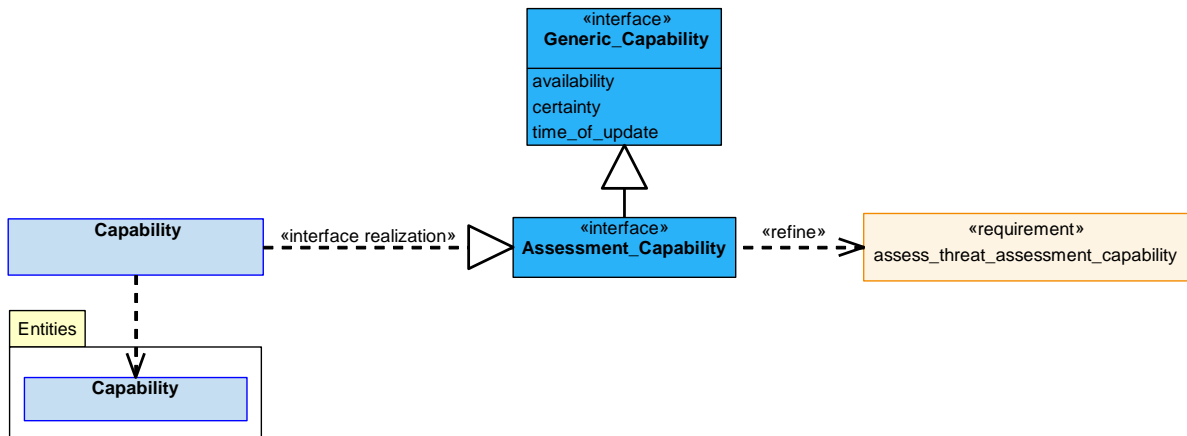 «interface»
Generic_Capability
availability
certainty
time_of_update
Capability
«interface realization»
«interface»
Assessment_Capability
«refine»
«requirement»
assess_threat_assessment_capability
Entities
Capability